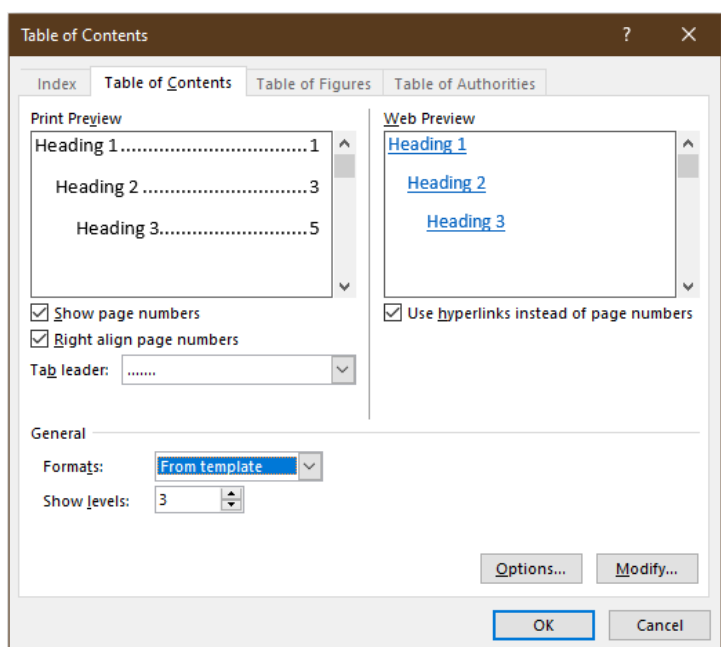 Table of Contents ? ×
Index Table of Contents Table of Figures Table of Authorities
Print Preview
Heading 1....................................1
Heading 2................................3
Heading 3............................5
Show page numbers
Right align page numbers
Tab leader: .......
Web Preview
Heading 1
Heading 2
Heading 3
Use hyperlinks instead of page numbers
General
Formats: From template
Show levels: 3
Options... Modify...
OK Cancel